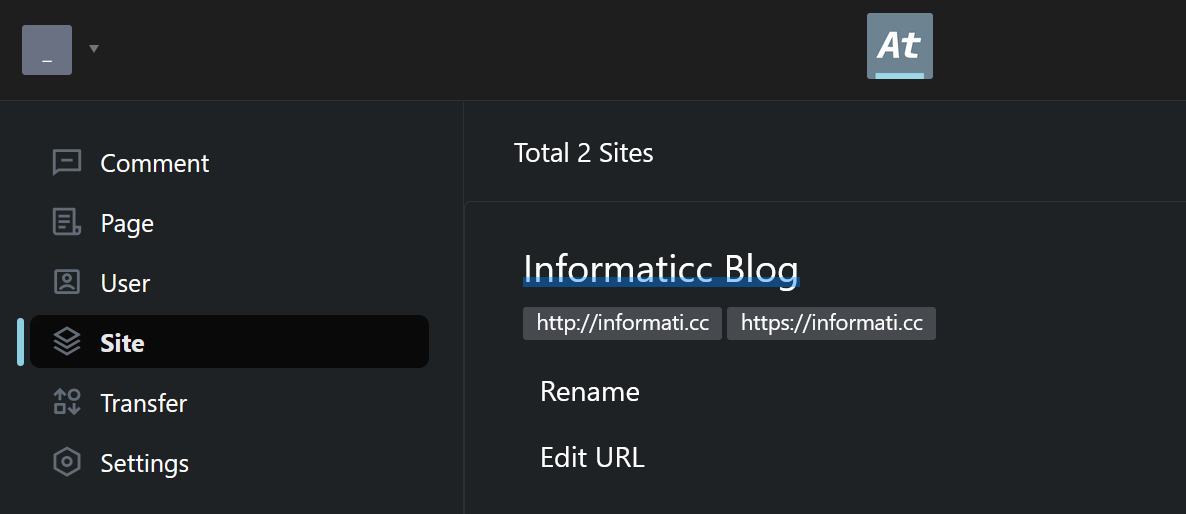 _
At
Comment
Page
User
Site
Transfer
Settings
Total 2 Sites
Informaticc Blog
http://informati.cc https://informati.cc
Rename
Edit URL